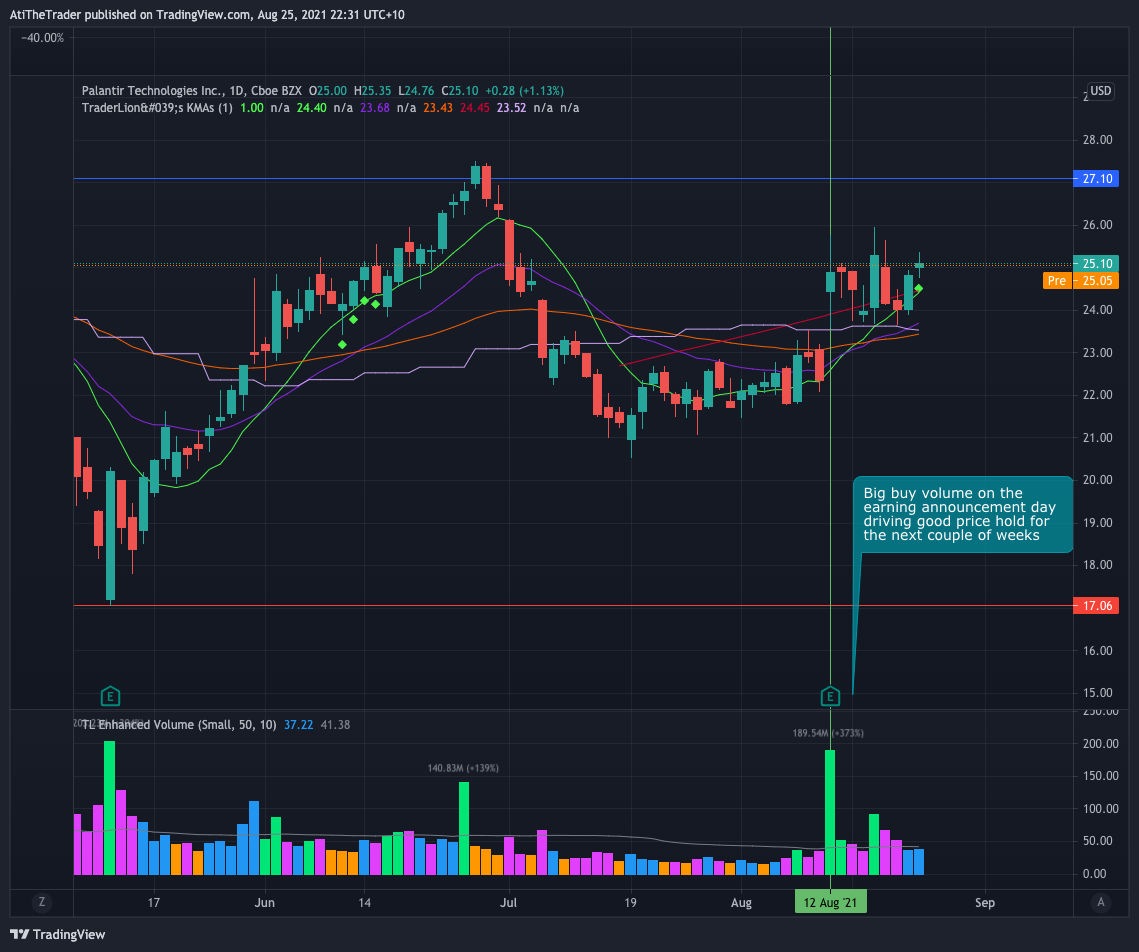 AtiTheTrader published on TradingView.com, Aug 25, 2021 22:31 UTC+10
−40.00%
Palantir Technologies Inc., 1D, Cboe BZX O25.00 H25.35 L24.76 C25.10 +0.28 (+1.13%)
USD
TraderLion&#039;s KMAs (1) 1.00 n/a 24.40 n/a 23.68 n/a 23.43 24.45 23.52 n/a n/a
28.00
27.10
26.00
25.10
Pre 25.05
24.00
23.00
22.00
21.00
20.00
Big buy volume on the
earning announcement day
driving good price hold for
the next couple of weeks
19.00
18.00
17.06
16.00
15.00
E E
250.00
TL Enhanced Volume (Small, 50, 10) 37.22 41.38
189.54M (+373%)
200.00
140.83M (+139%)
150.00
100.00
50.00
0.00
Z 17 Jun 14 Jul 19 Aug 12 Aug '21 Sep A
TradingView